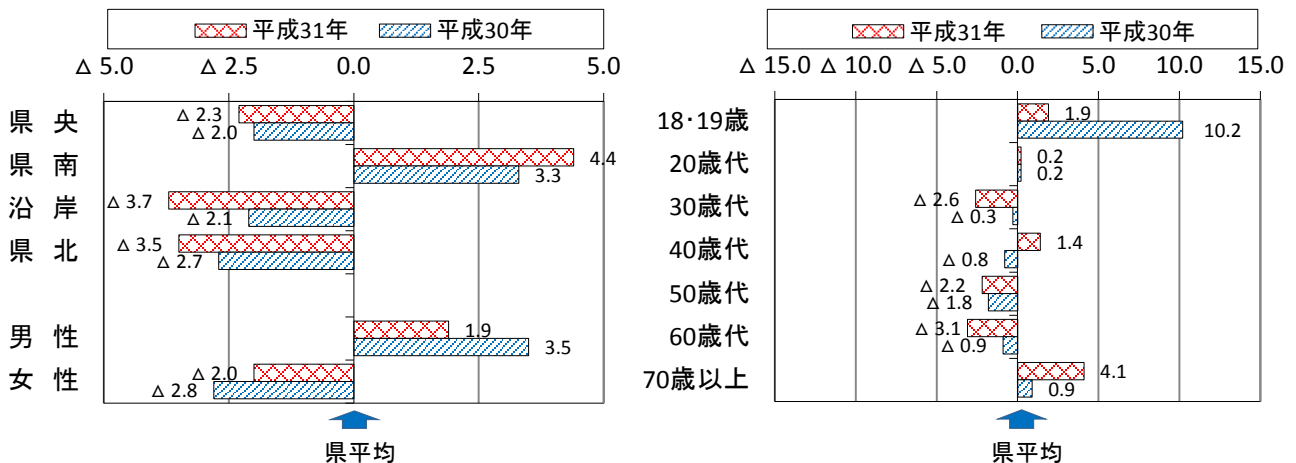 平成31年 平成30年
△ 5.0 △ 2.5 0.0 2.5 5.0
県 央 △ 2.3
△ 2.0
県 南 4.4
3.3
沿 岸 △ 3.7
△ 2.1
県 北 △ 3.5
△ 2.7
男 性 1.9
3.5
女 性 △ 2.0
△ 2.8
県平均
平成31年 平成30年
△ 15.0 △ 10.0 △ 5.0 0.0 5.0 10.0 15.0
18・19歳 1.9
10.2
20歳代 0.2
0.2
30歳代 △ 2.6
△ 0.3
40歳代 1.4
△ 0.8
50歳代 △ 2.2
△ 1.8
60歳代 △ 3.1
△ 0.9
70歳以上 4.1
0.9
県平均